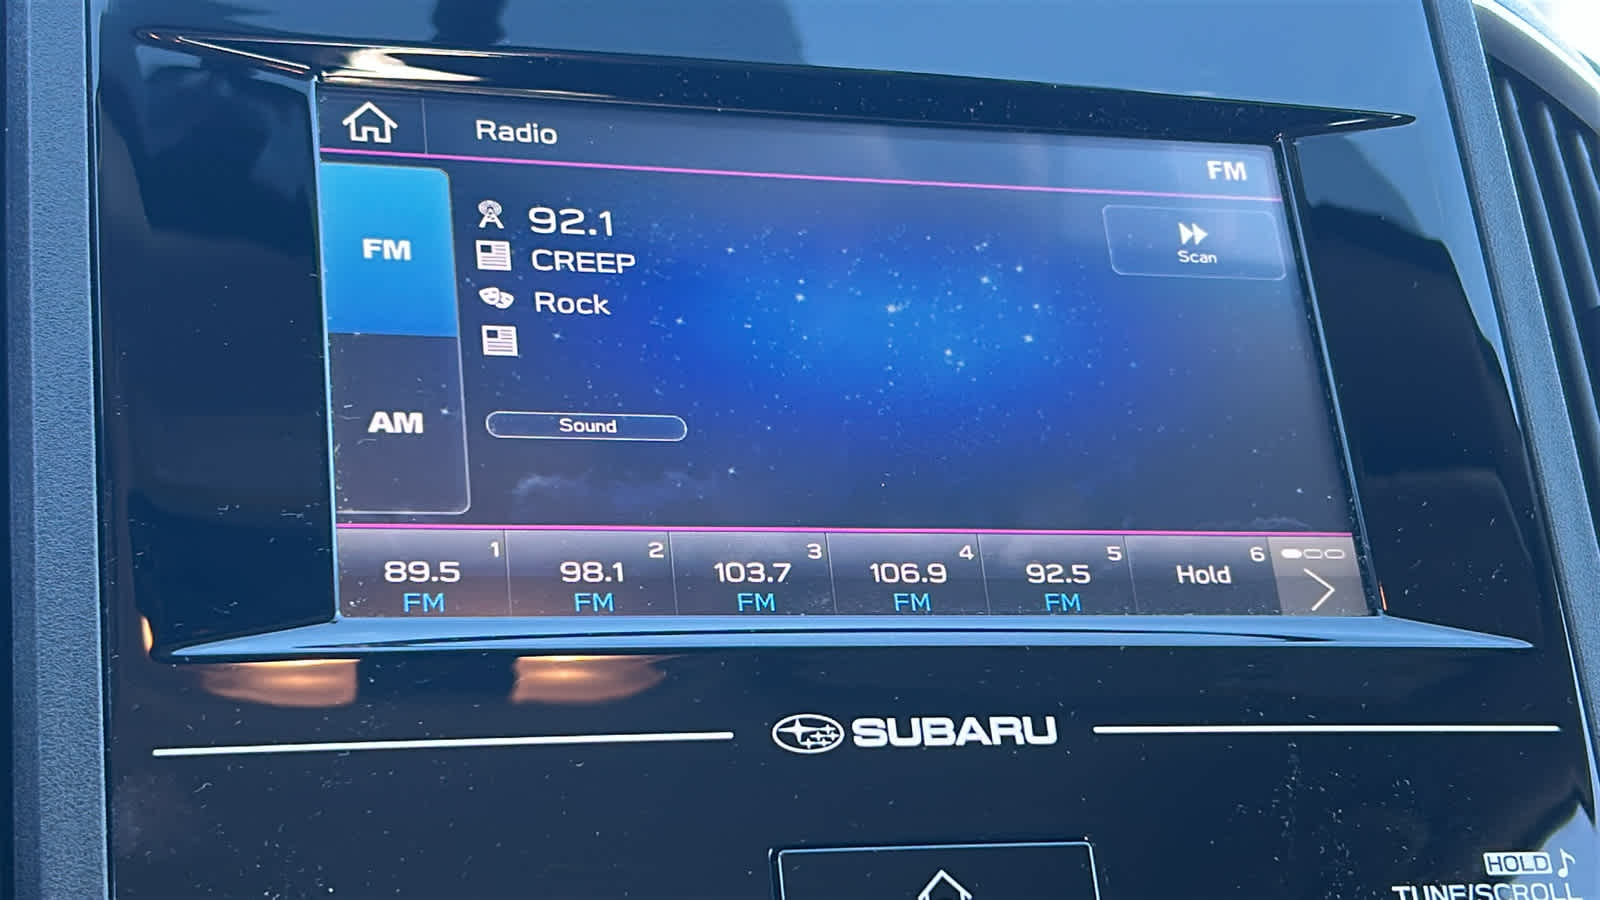 Radio
FM
FM
92.1
CREEP
Rock
Scan
AM
Sound
1 2 3 4 5 6
89.5 98.1 103.7 106.9 92.5 Hold
FM FM FM FM FM
SUBARU
HOLD
TUNE/SCROLL